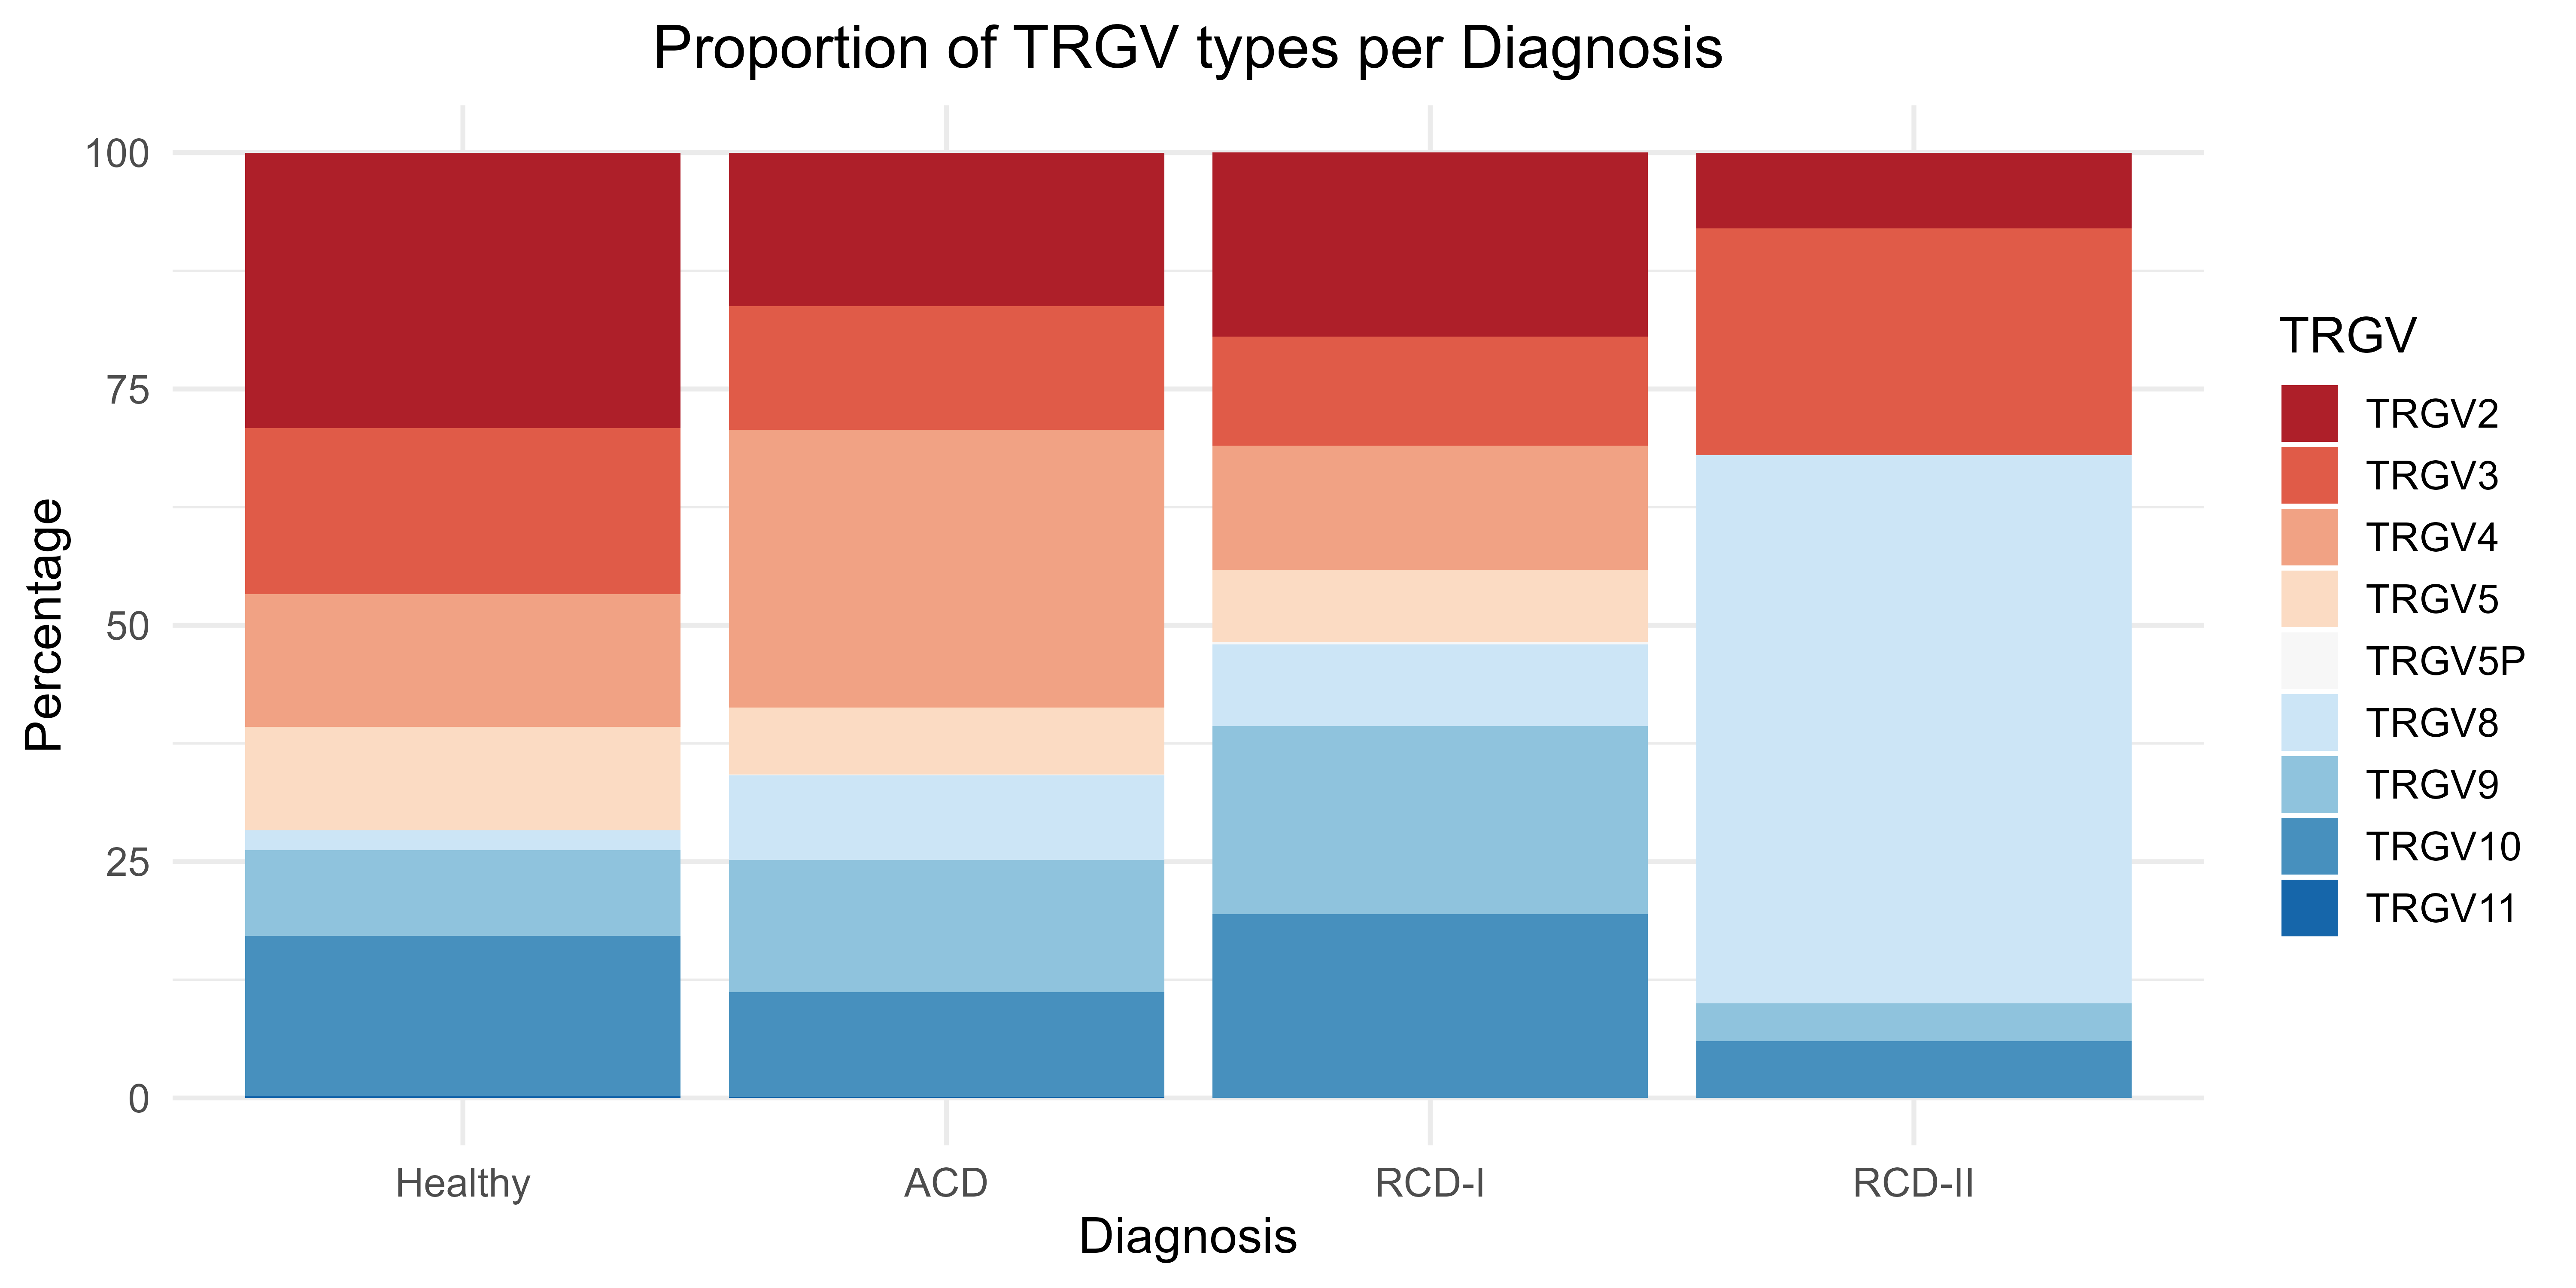 Proportion of TRGV types per Diagnosis
Percentage
100
75
50
25
0
Healthy
ACD
RCD-I
RCD-II
Diagnosis
TRGV
TRGV2
TRGV3
TRGV4
TRGV5
TRGV5P
TRGV8
TRGV9
TRGV10
TRGV11